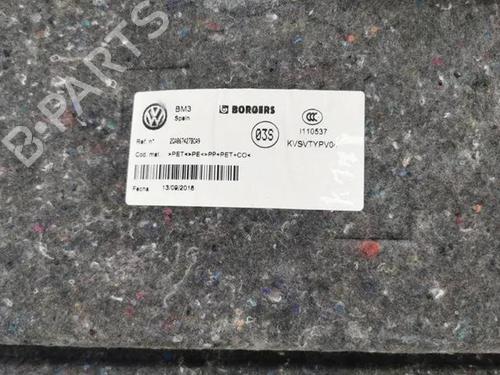 BM3
Spain
BORGERS
03S
I110537
KVSVTYPV0
Ref. n°
Cod. mat. >PET<>PE<>PP+PET+CO<
Fecha 13/09/2018
B-PARTS